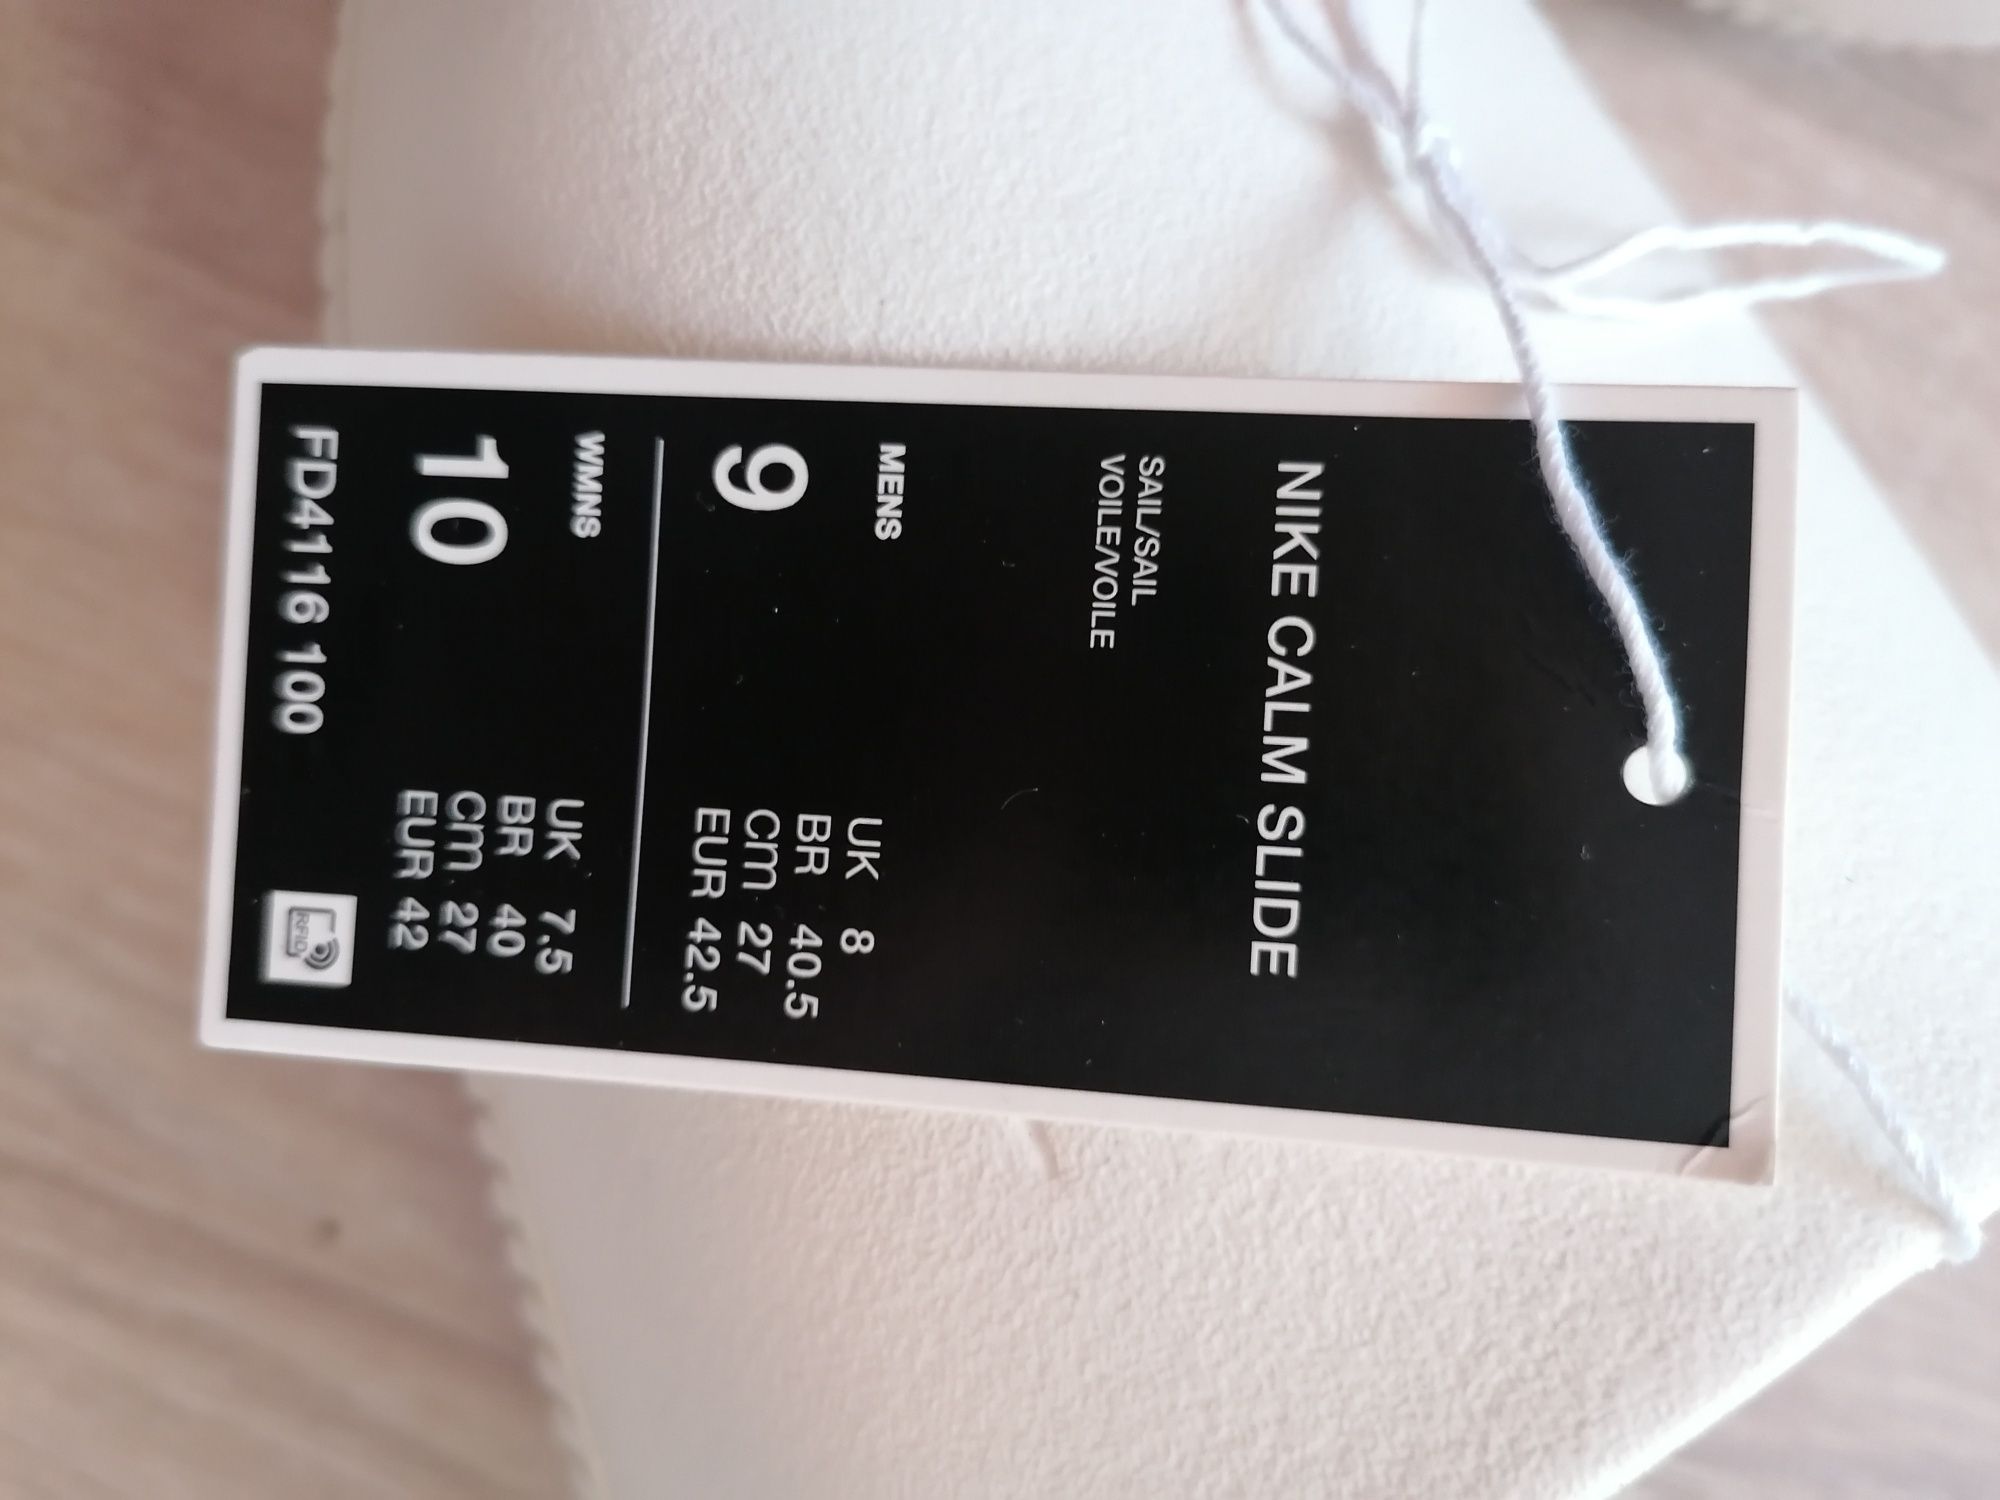 NIKE CALM SLIDE
SAIL/SAIL
VOILE/VOILE
MENS
9
UK 8
BR 40.5
cm 27
EUR 42.5
WMNS
10
UK 7.5
BR 40
cm 27
EUR 42
FD4116 100
RFID